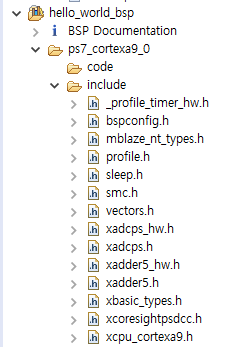 hello_world_bsp
BSP Documentation
ps7_cortexa9_0
code
include
_profile_timer_hw.h
bspconfig.h
mblaze_nt_types.h
profile.h
sleep.h
smc.h
vectors.h
xadcps_hw.h
xadcps.h
xadder5_hw.h
xadder5.h
xbasic_types.h
xcoresightpsdcc.h
xcpu_cortexa9.h